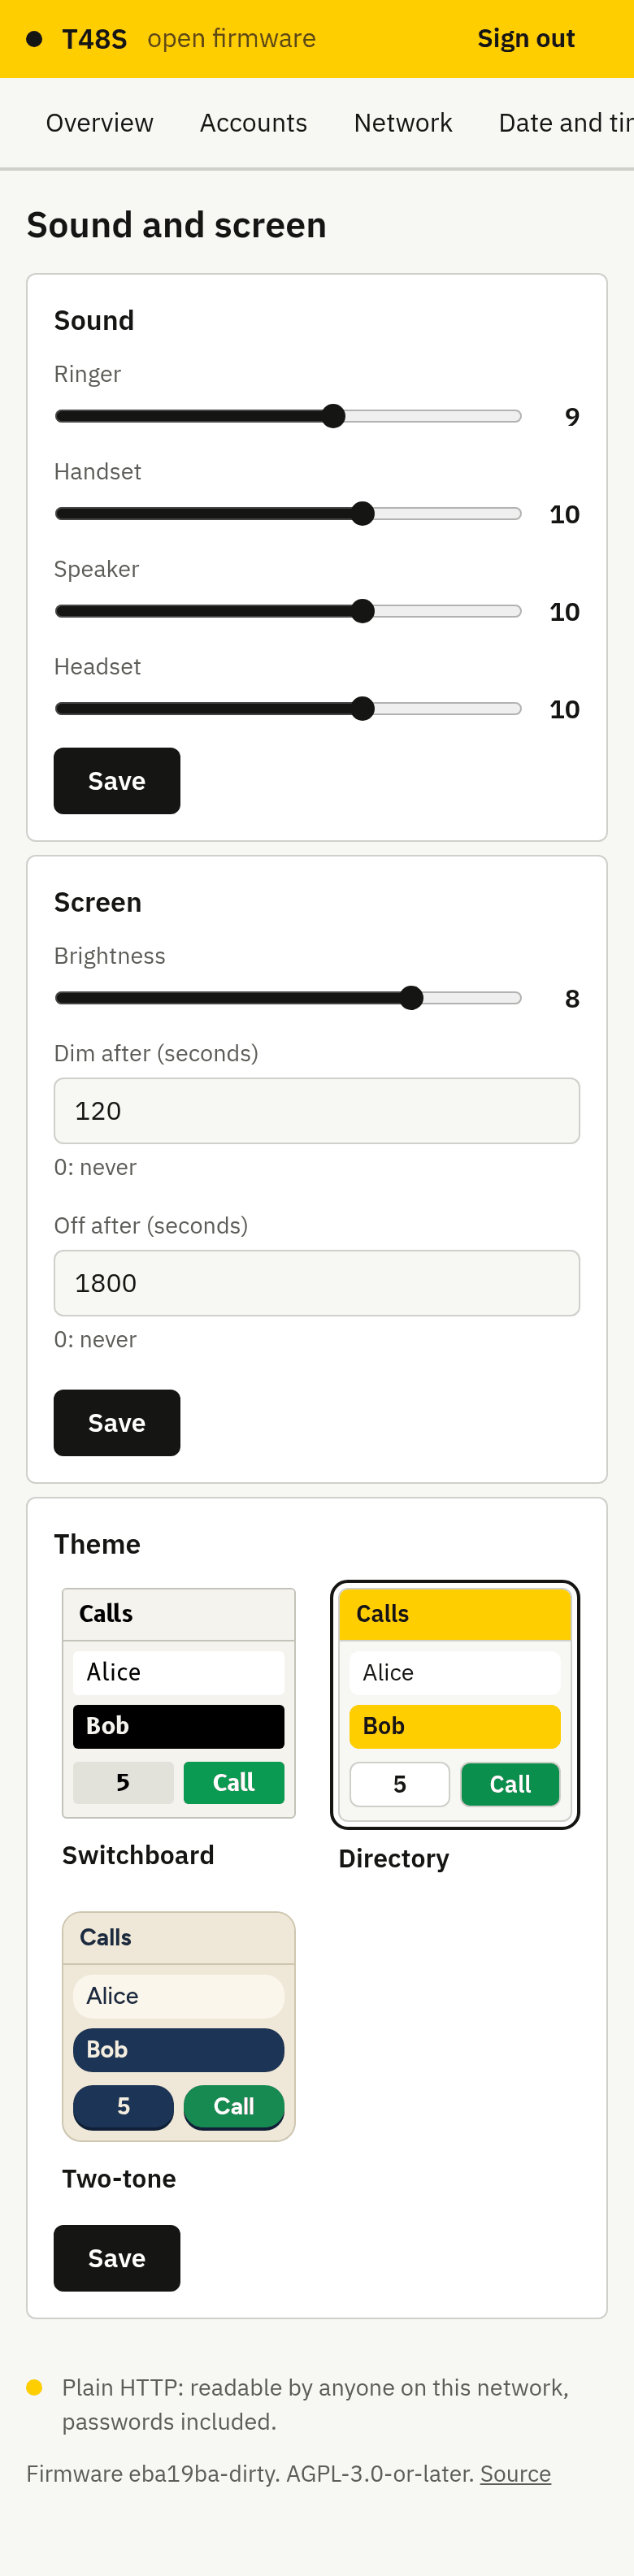 T48S open firmware Sign out
Overview Accounts Network Date and tir
Sound and screen
Sound
Ringer
9
Handset
10
Speaker
10
Headset
10
Save
Screen
Brightness
8
Dim after (seconds)
120
0: never
Off after (seconds)
1800
0: never
Save
Theme
Calls
Alice
Bob
5 Call
Switchboard
Calls
Alice
Bob
5 Call
Directory
Calls
Alice
Bob
5 Call
Two-tone
Save
Plain HTTP: readable by anyone on this network,
passwords included.
Firmware eba19ba-dirty. AGPL-3.0-or-later. Source